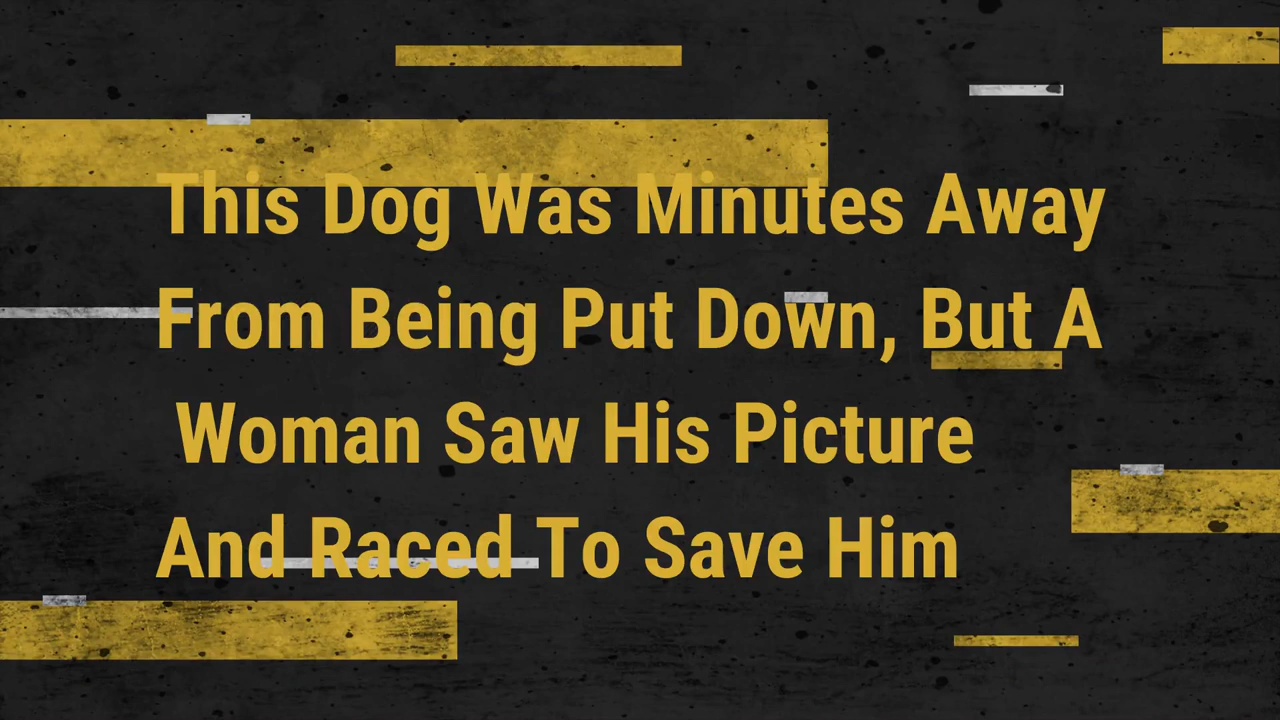 This Dog Was Minutes Away
From Being Put Down, But A
Woman Saw His Picture
And Raced To Save Him